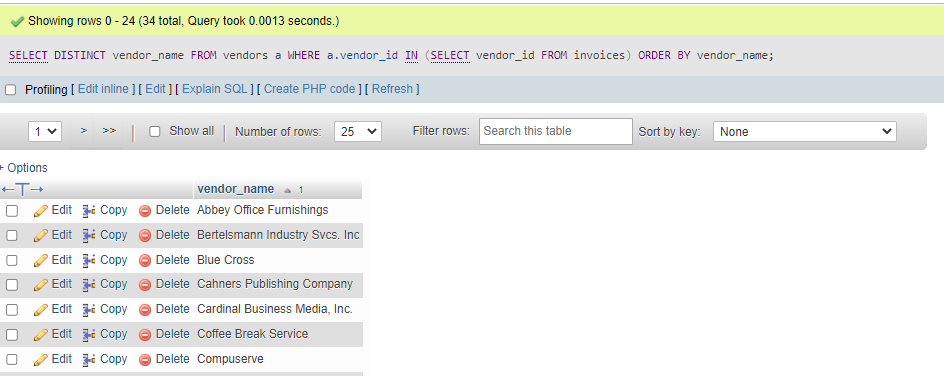 Showing rows 0 - 24 (34 total, Query took 0.0013 seconds.)
SELECT DISTINCT vendor_name FROM vendors a WHERE a.vendor_id IN (SELECT vendor_id FROM invoices) ORDER BY vendor_name;
Profiling [ Edit inline ] [ Edit ] [ Explain SQL ] [ Create PHP code ] [ Refresh ]
1 > >> | Show all | Number of rows: 25 Filter rows: Search this table Sort by key: None
+ Options
←T→ vendor_name 1
Edit Copy Delete Abbey Office Furnishings
Edit Copy Delete Bertelsmann Industry Svcs. Inc
Edit Copy Delete Blue Cross
Edit Copy Delete Cahners Publishing Company
Edit Copy Delete Cardinal Business Media, Inc.
Edit Copy Delete Coffee Break Service
Edit Copy Delete Compuserve